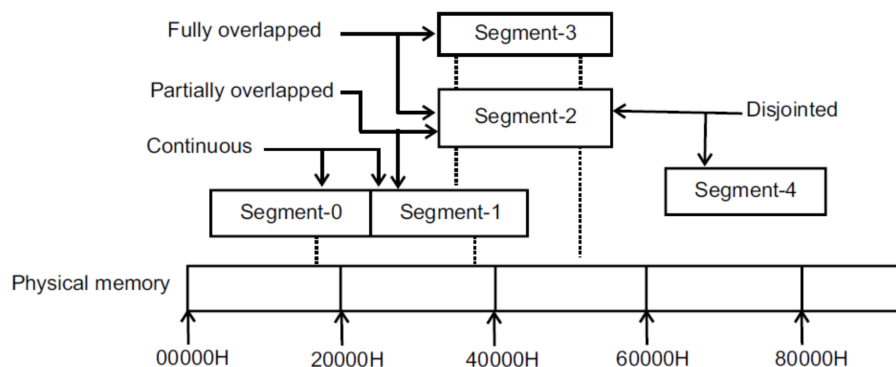 Fully overlapped
Segment-3
Partially overlapped
Segment-2
Disjointed
Continuous
Segment-4
Segment-0
Segment-1
Physical memory
00000H
20000H
40000H
60000H
80000H